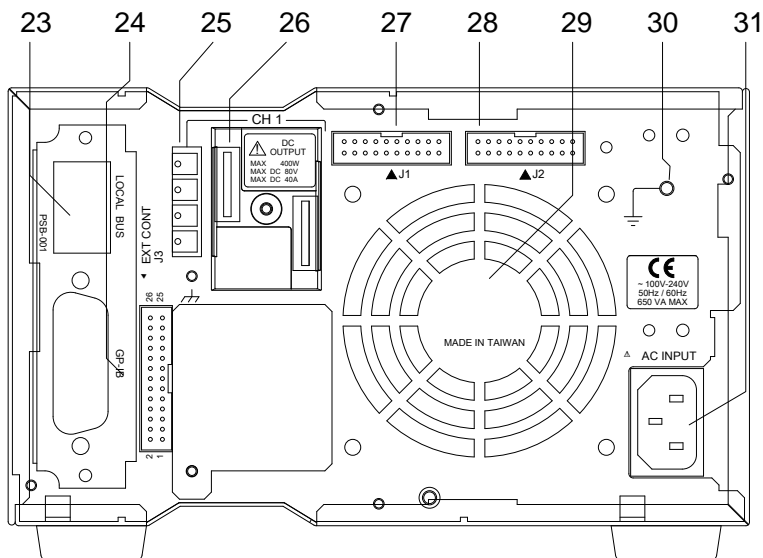 23 24 25 26 27 28 29 30 31
CH 1
DC
OUTPUT
MAX 400W
MAX DC 80V
MAX DC 40A
▲J1
▲J2
LOCAL BUS
PSB-001
EXT CONT
J3
GP-IB
26 25
2 1
MADE IN TAIWAN
CE
~ 100V-240V
50Hz / 60Hz
650 VA MAX
AC INPUT